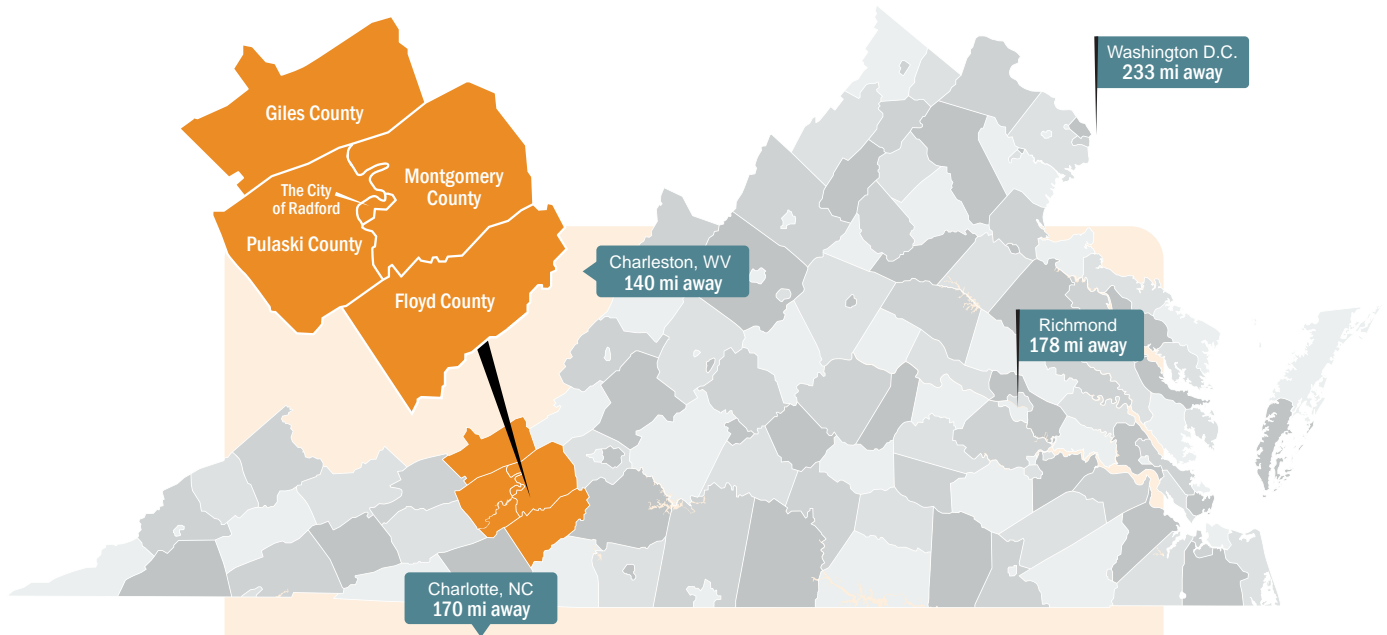 Washington D.C.
233 mi away
Giles County
Montgomery
County
The City
of Radford
Pulaski County
Charleston, WV
140 mi away
Floyd County
Richmond
178 mi away
Charlotte, NC
170 mi away